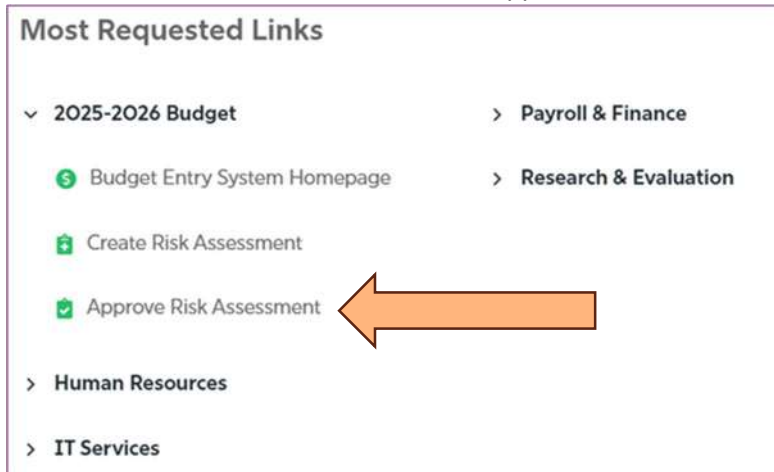 Most Requested Links
2025-2026 Budget
Budget Entry System Homepage
Create Risk Assessment
Approve Risk Assessment
Human Resources
IT Services
Payroll & Finance
Research & Evaluation